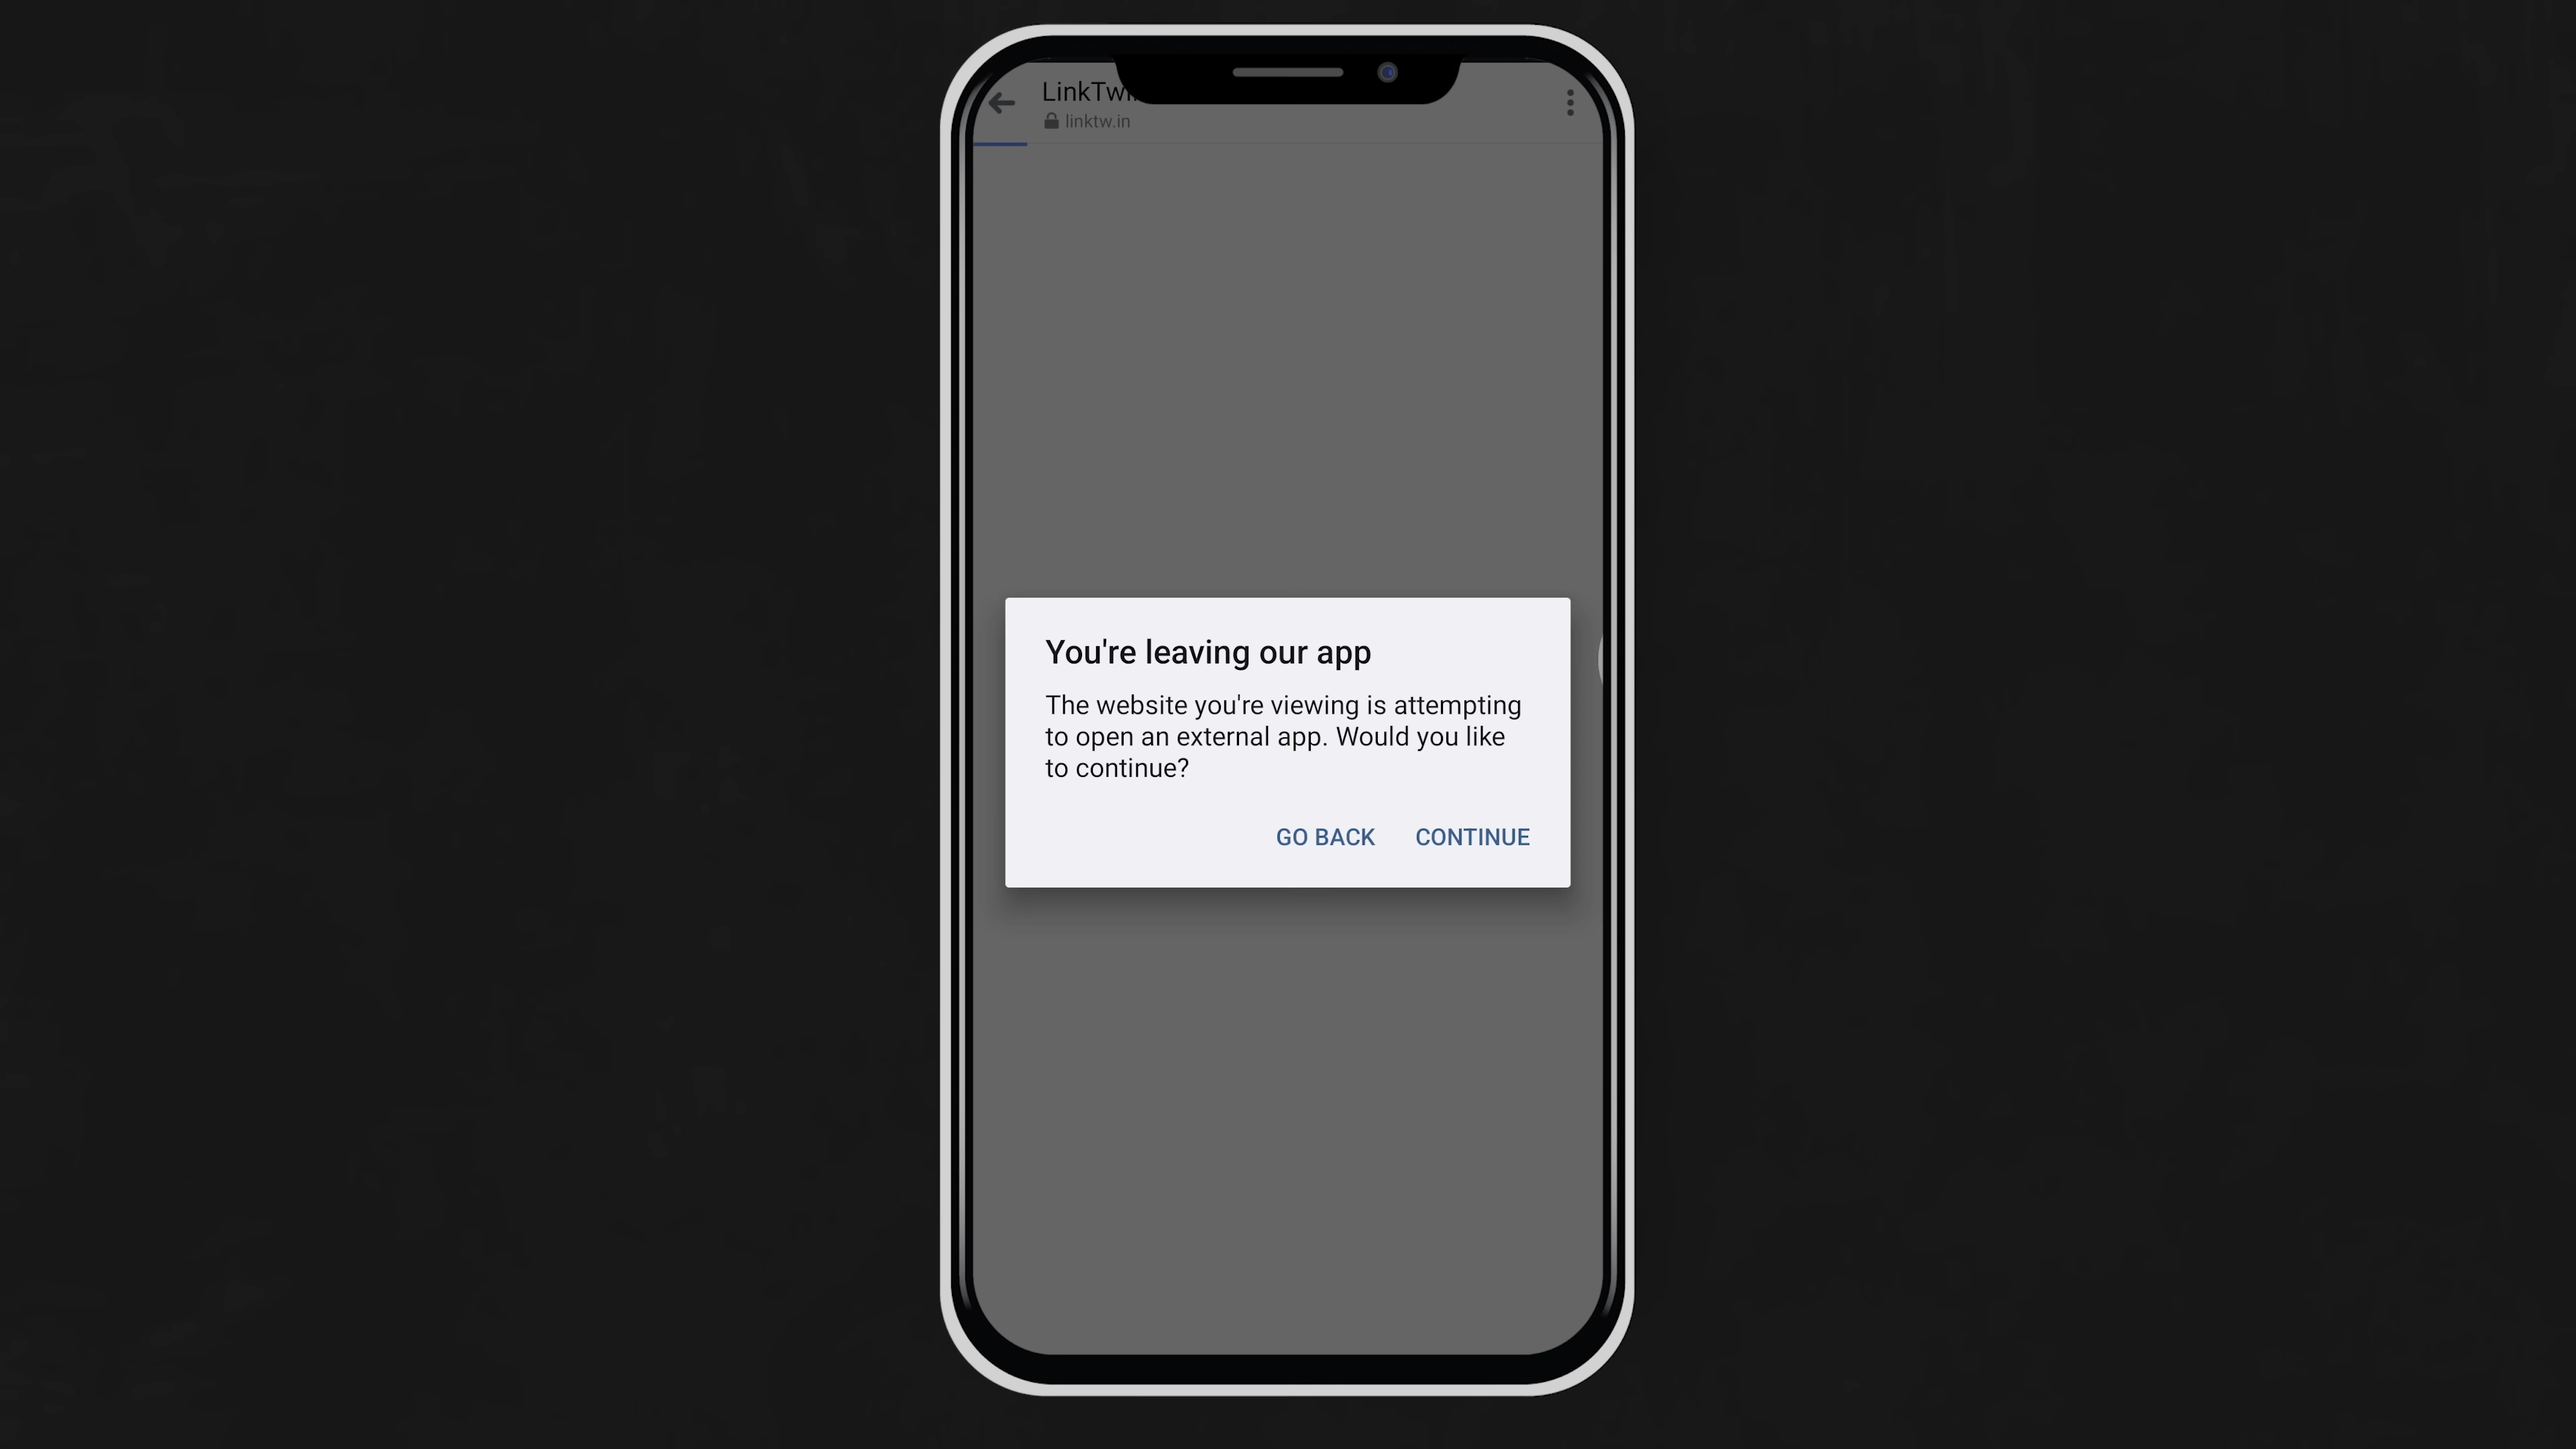 linktw.in
You're leaving our app
The website you're viewing is attempting
to open an external app. Would you like
to continue?
GO BACK CONTINUE